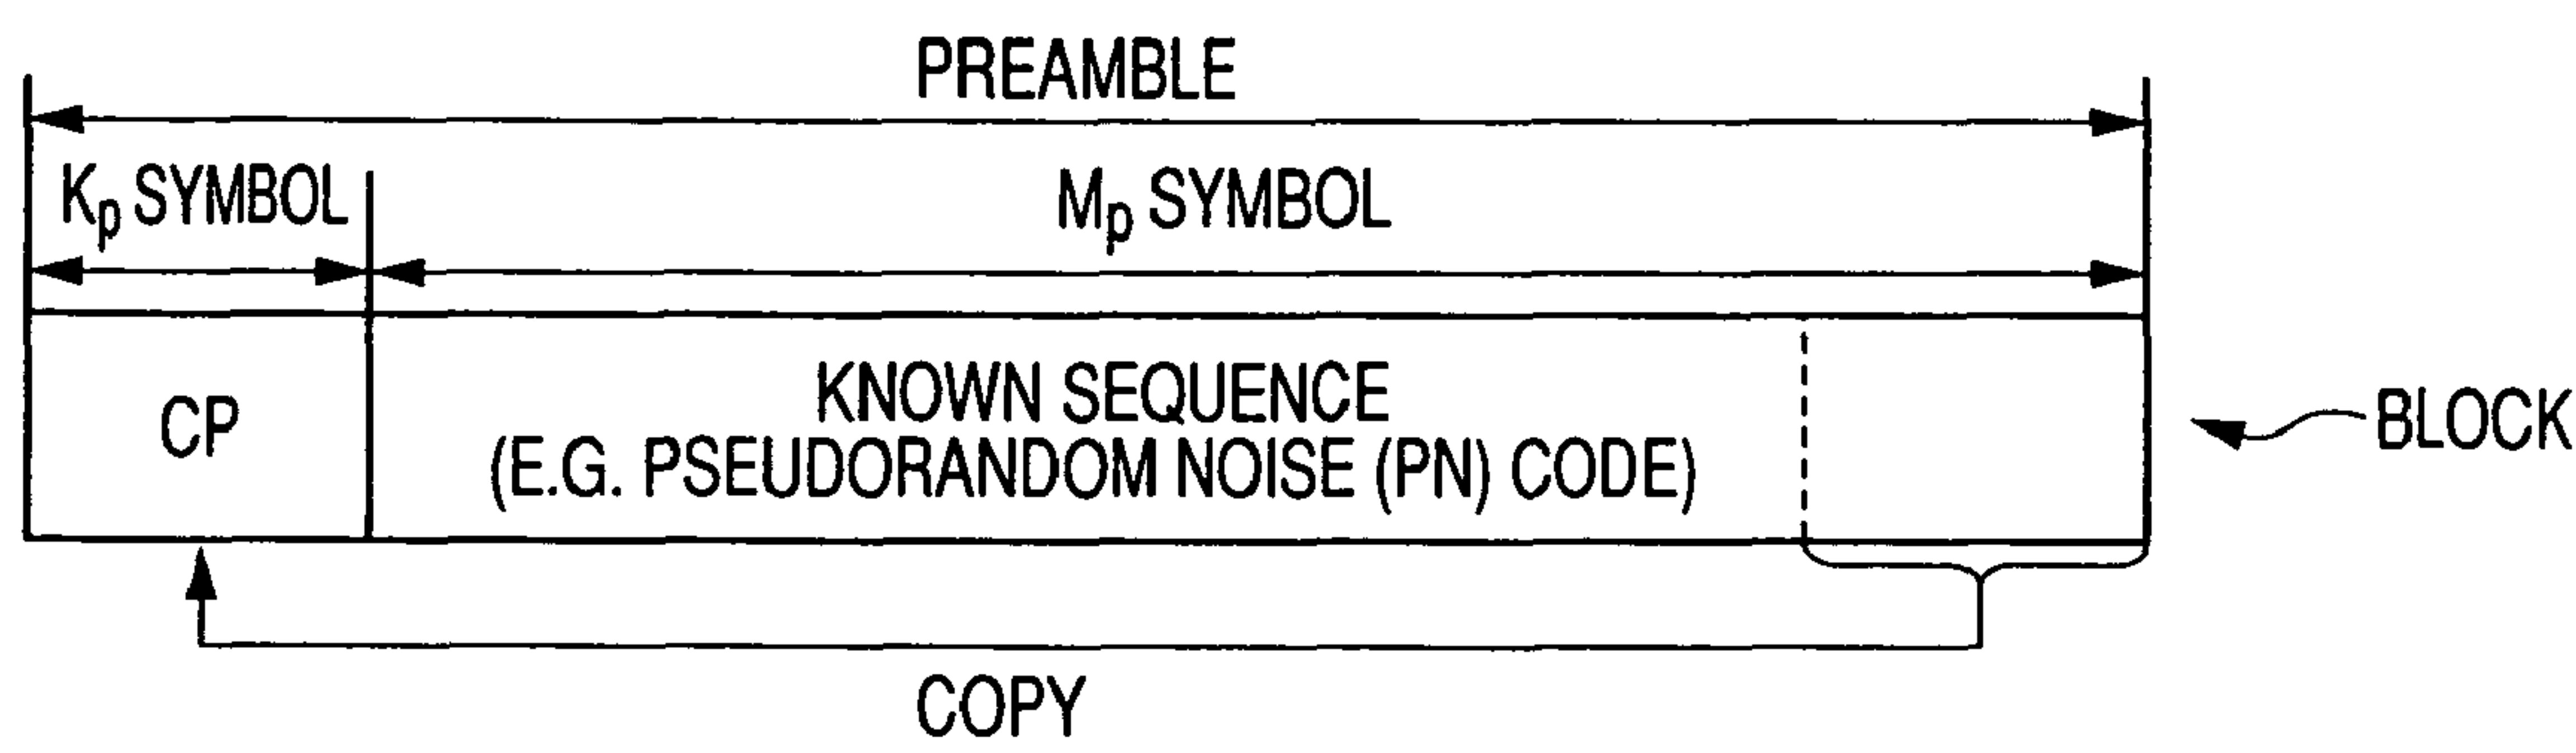 PREAMBLE
Kp SYMBOL
Mp SYMBOL
CP
KNOWN SEQUENCE
(E.G. PSEUDORANDOM NOISE (PN) CODE)
BLOCK
COPY